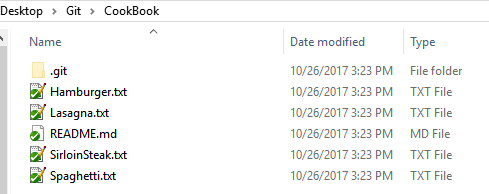 Desktop > Git > CookBook
Name Date modified Type
.git 10/26/2017 3:23 PM File folder
Hamburger.txt 10/26/2017 3:23 PM TXT File
Lasagna.txt 10/26/2017 3:23 PM TXT File
README.md 10/26/2017 3:23 PM MD File
SirloinSteak.txt 10/26/2017 3:23 PM TXT File
Spaghetti.txt 10/26/2017 3:23 PM TXT File